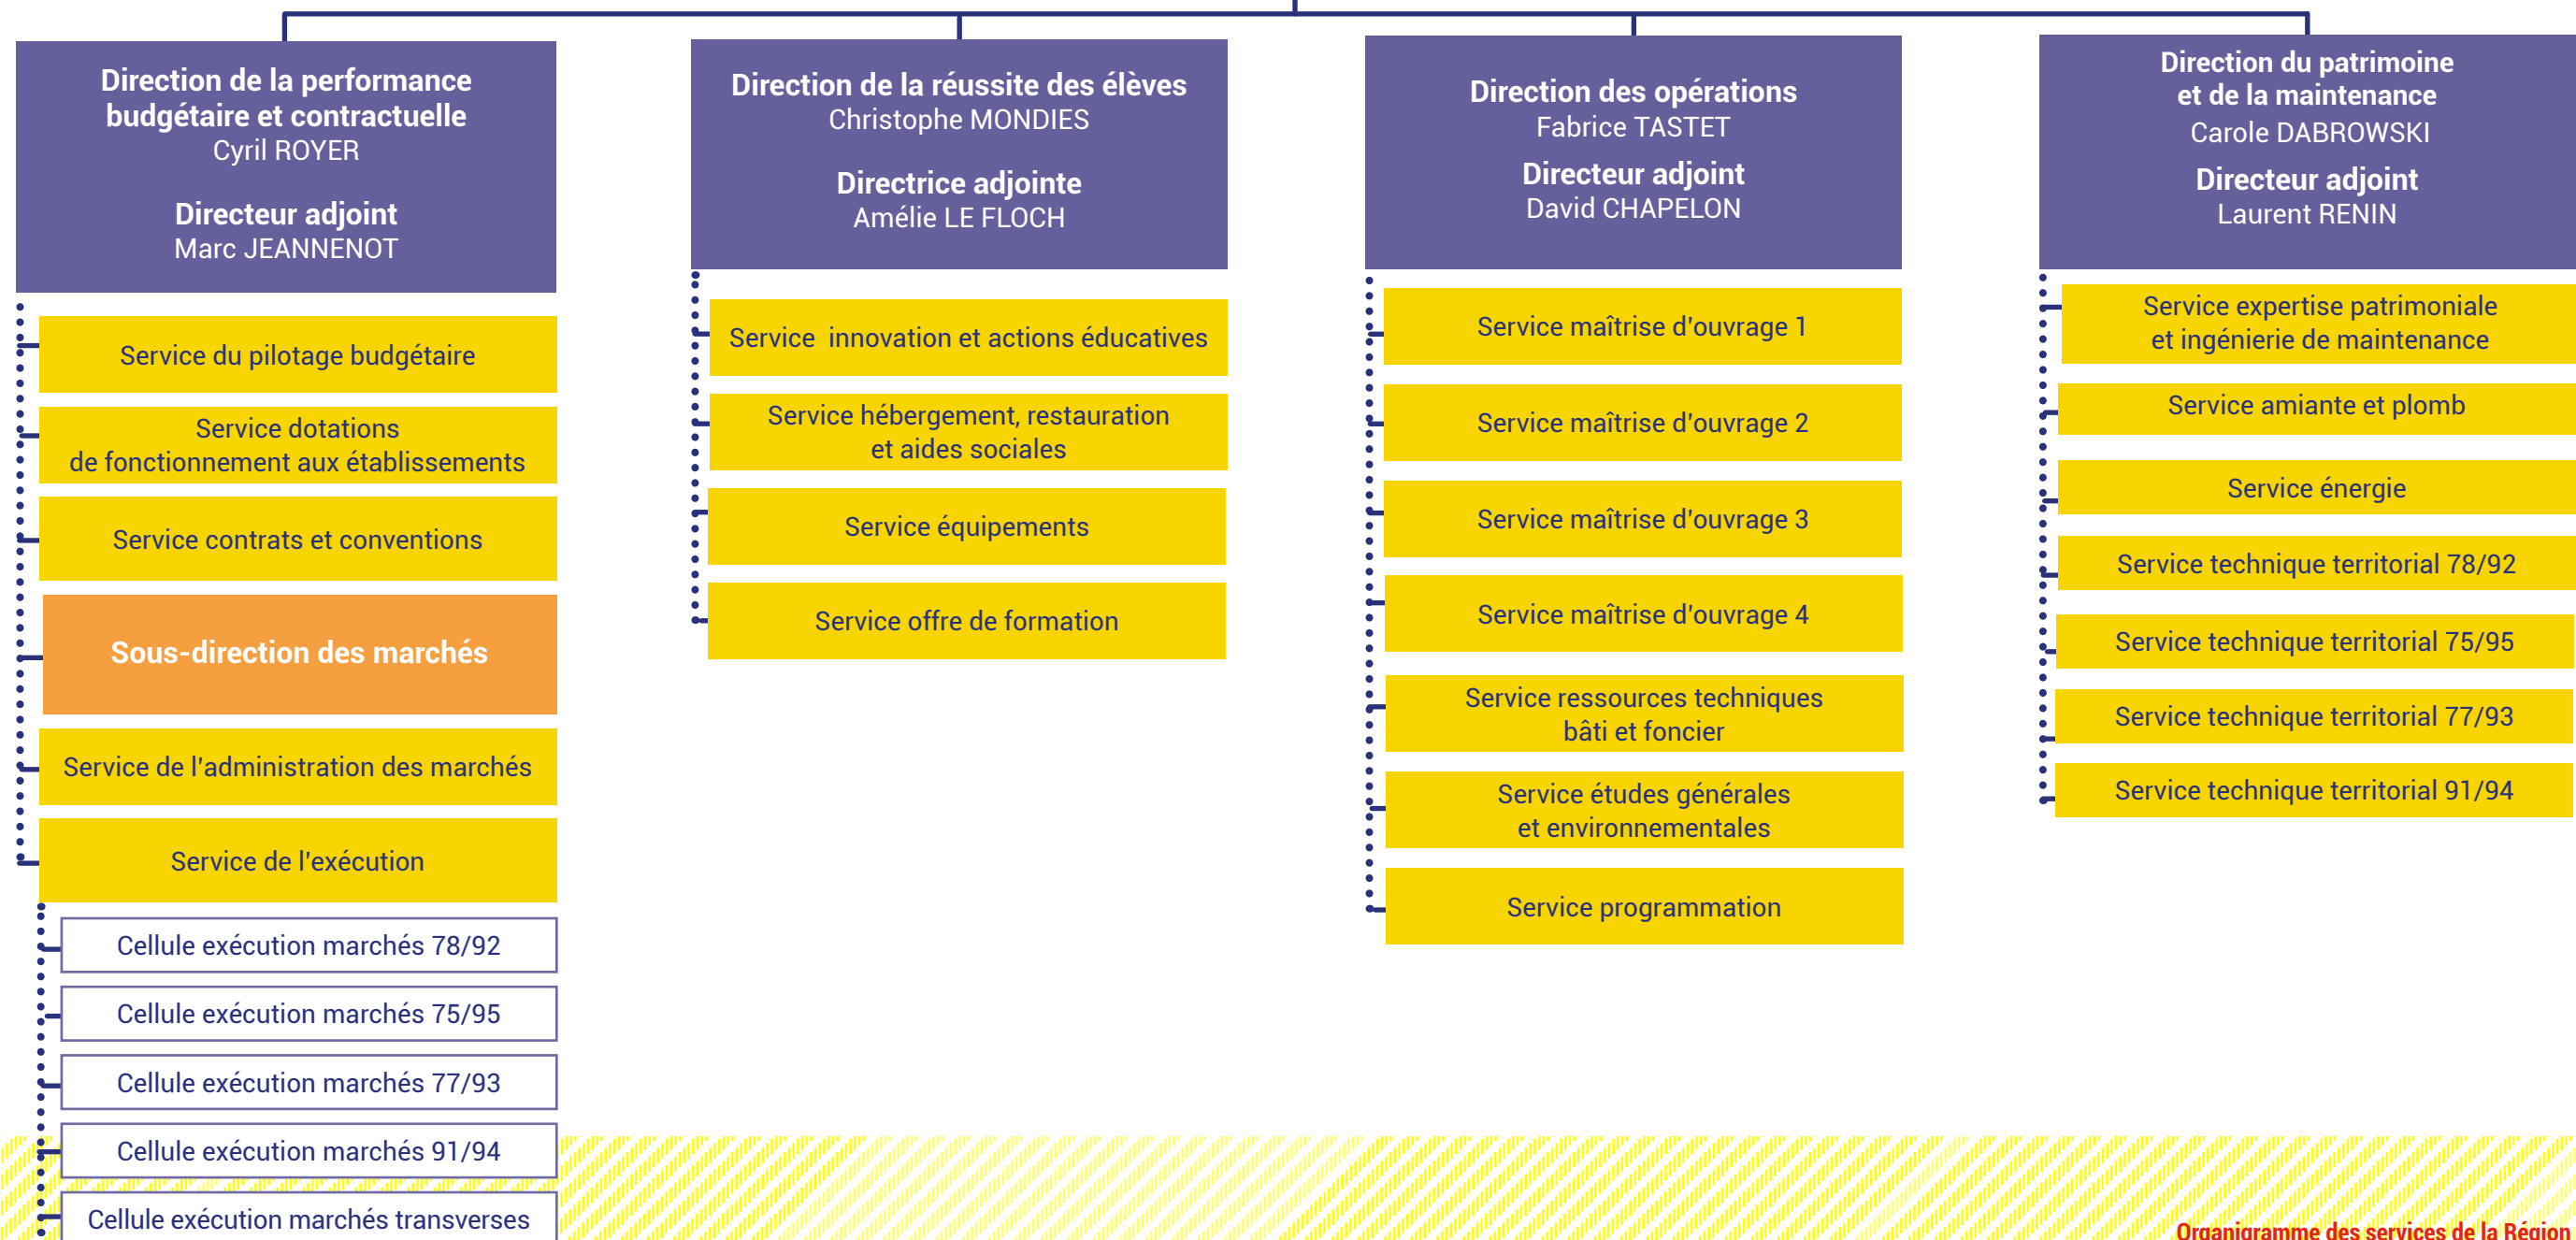 Direction de la performance
budgétaire et contractuelle
Cyril ROYER
Directeur adjoint
Marc JEANNENOT
Service du pilotage budgétaire
Service dotations
de fonctionnement aux établissements
Service contrats et conventions
Sous-direction des marchés
Service de l'administration des marchés
Service de l'exécution
Cellule exécution marchés 78/92
Cellule exécution marchés 75/95
Cellule exécution marchés 77/93
Cellule exécution marchés 91/94
Cellule exécution marchés transverses
Direction de la réussite des élèves
Christophe MONDIES
Directrice adjointe
Amélie LE FLOCH
Service innovation et actions éducatives
Service hébergement, restauration
et aides sociales
Service équipements
Service offre de formation
Direction des opérations
Fabrice TASTET
Directeur adjoint
David CHAPELON
Service maîtrise d'ouvrage 1
Service maîtrise d'ouvrage 2
Service maîtrise d'ouvrage 3
Service maîtrise d'ouvrage 4
Service ressources techniques
bâti et foncier
Service études générales
et environnementales
Service programmation
Direction du patrimoine
et de la maintenance
Carole DABROWSKI
Directeur adjoint
Laurent RENIN
Service expertise patrimoniale
et ingénierie de maintenance
Service amiante et plomb
Service énergie
Service technique territorial 78/92
Service technique territorial 75/95
Service technique territorial 77/93
Service technique territorial 91/94
Organigramme des services de la Région